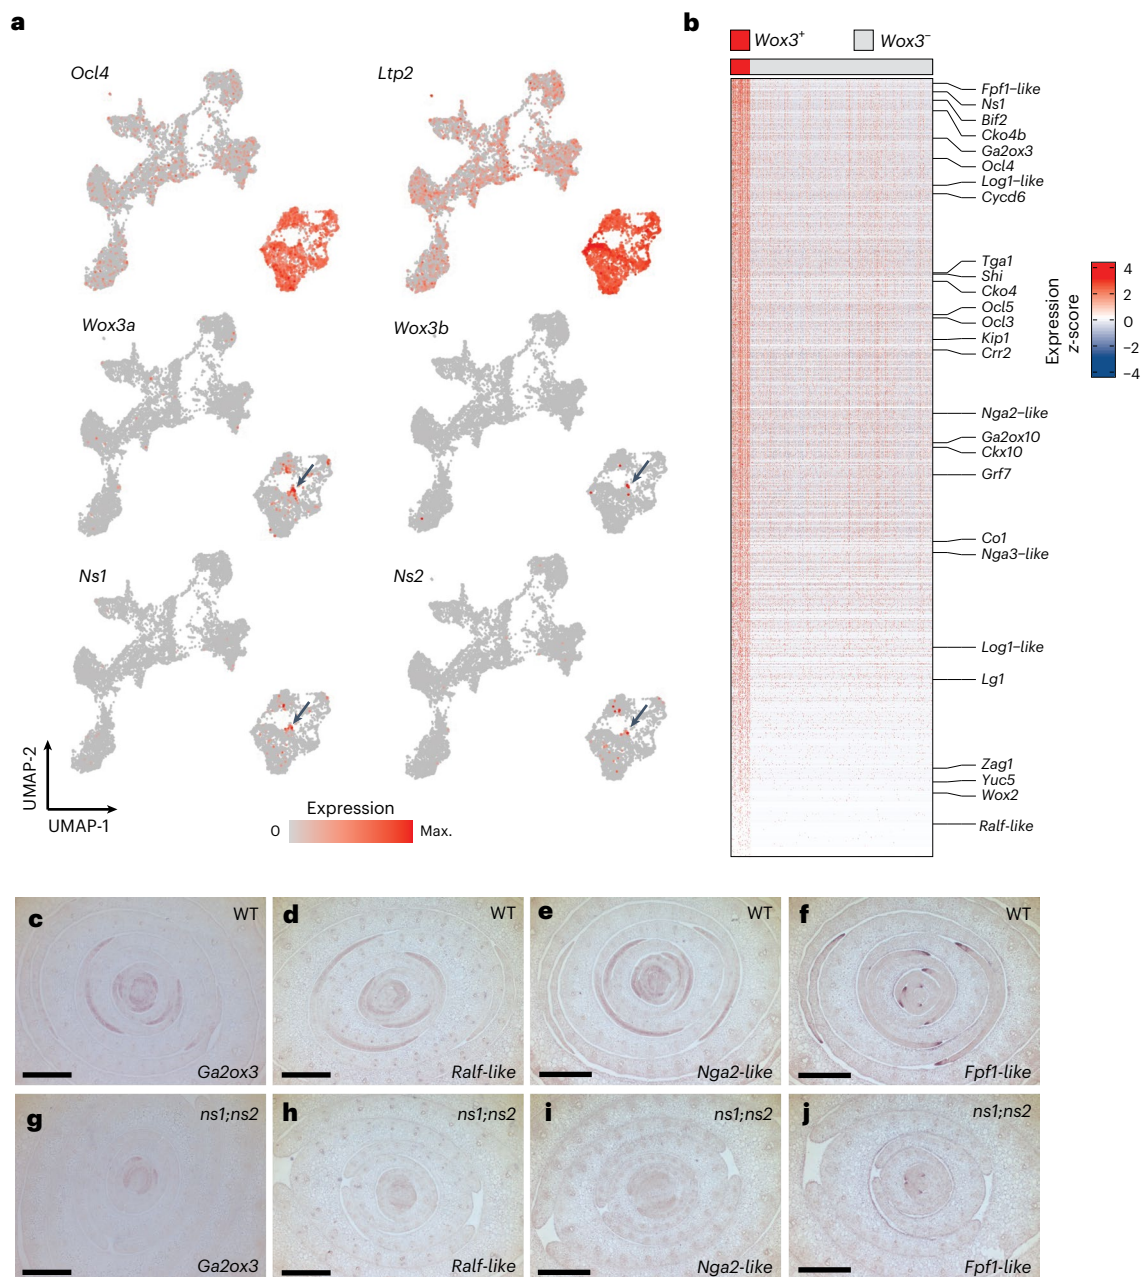 a
Ocl4
Ltp2
Wox3a
Wox3b
Ns1
Ns2
UMAP-2
UMAP-1
Expression
0
Max.
b
Wox3+
Wox3−
Fpf1−like
Ns1
Bif2
Cko4b
Ga2ox3
Ocl4
Log1−like
Cycd6
Tga1
Shi
Cko4
Ocl5
Ocl3
Kip1
Crr2
Nga2−like
Ga2ox10
Ckx10
Grf7
Co1
Nga3−like
Log1−like
Lg1
Zag1
Yuc5
Wox2
Ralf-like
Expression
z-score
4
2
0
−2
−4
c
WT
Ga2ox3
d
WT
Ralf-like
e
WT
Nga2-like
f
WT
Fpf1-like
g
ns1;ns2
Ga2ox3
h
ns1;ns2
Ralf-like
i
ns1;ns2
Nga2-like
j
ns1;ns2
Fpf1-like